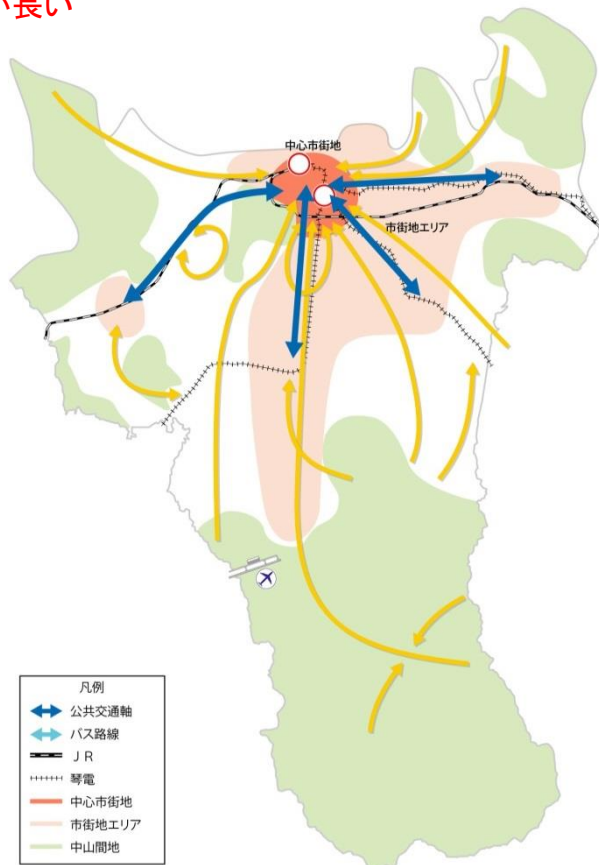 い長い
中心市街地
市街地エリア
凡例
公共交通軸
バス路線
ＪＲ
琴電
中心市街地
市街地エリア
中山間地